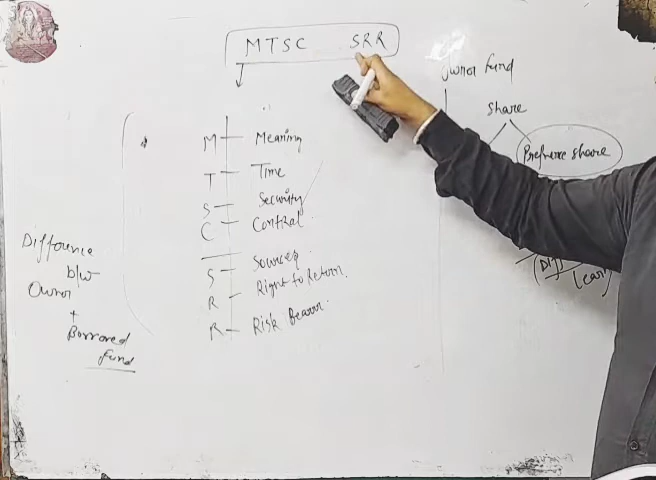 MTSC SRR
M Meaning
T Time
S Security
C Control
S Sources
R Right to Return
R Risk Bearer
Difference
b/w
Owner
+
Borrowed
fund
Owner fund
share
Prefrence share